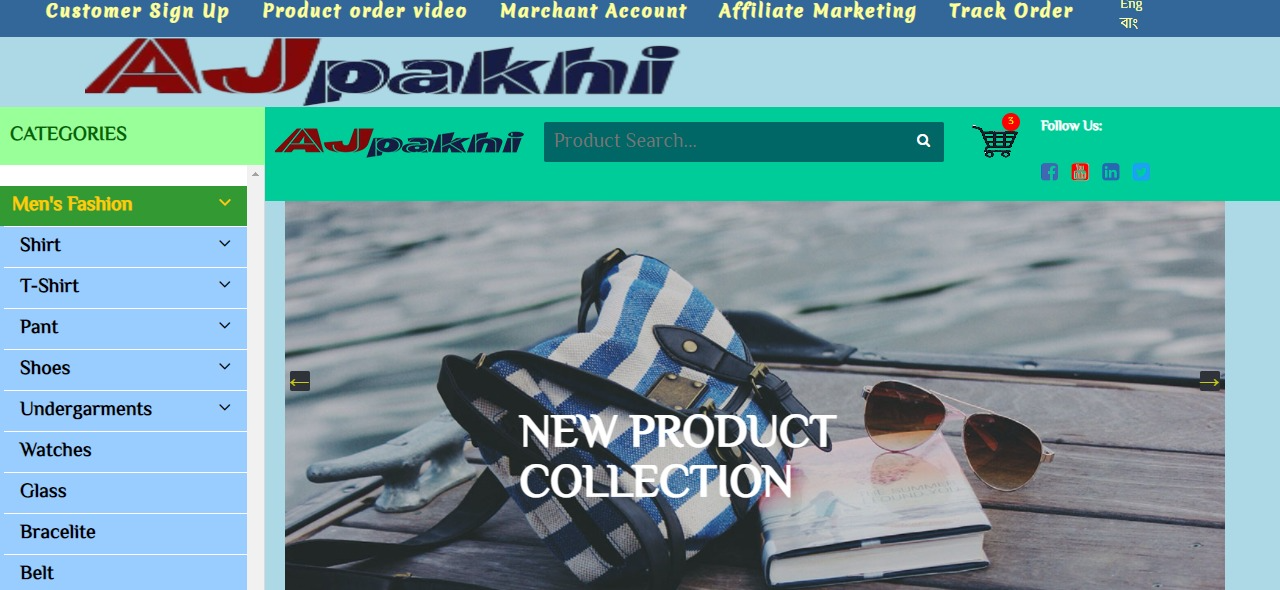 Customer Sign Up Product order video Marchant Account Affiliate Marketing Track Order Eng
বাং
AJpakhi
CATEGORIES
AJpakhi Product Search... 3 Follow Us:
Men's Fashion
Shirt
T-Shirt
Pant
Shoes
Undergarments
Watches
Glass
Bracelite
Belt
NEW PRODUCT
COLLECTION